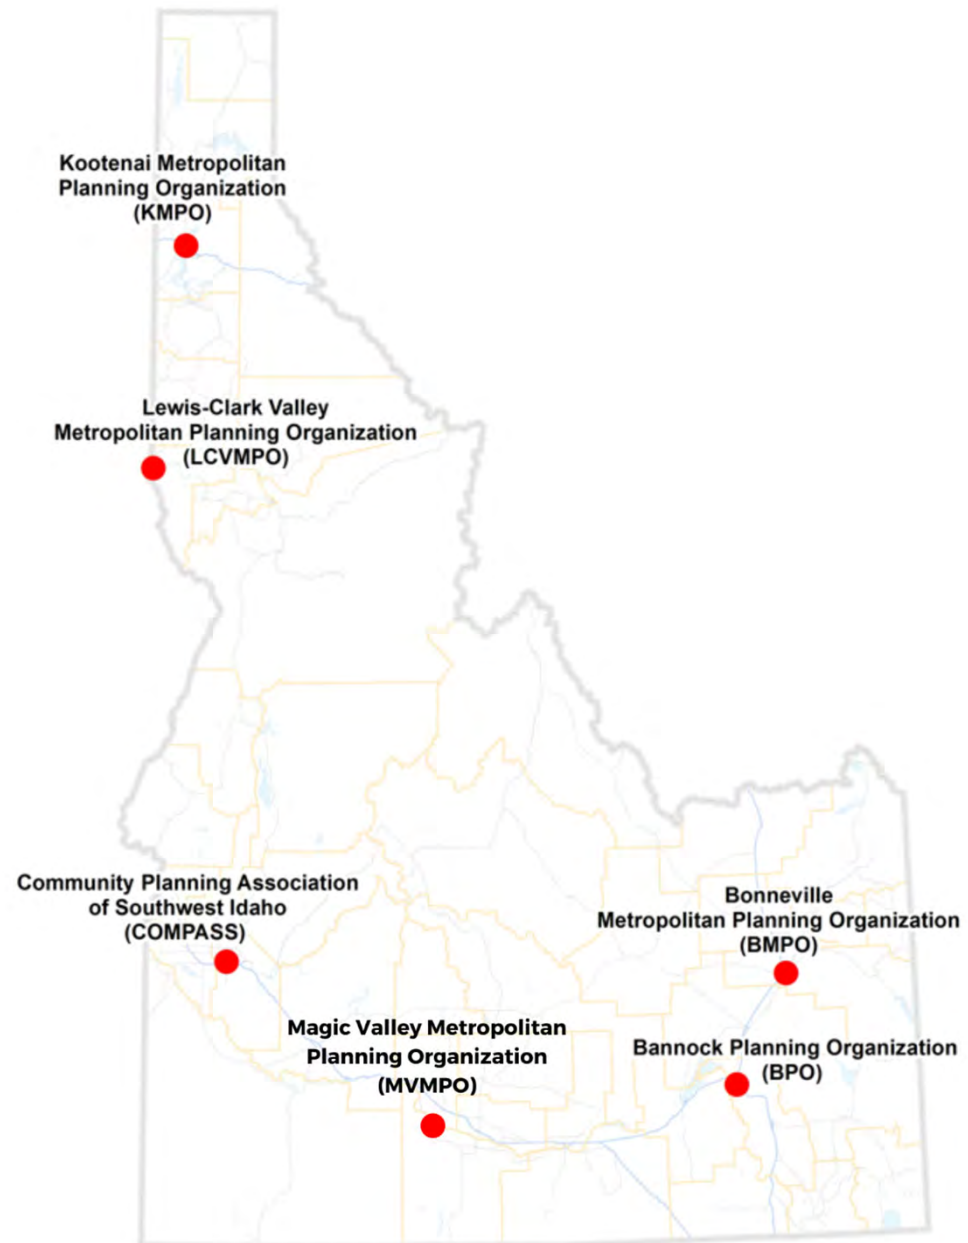 Kootenai Metropolitan
Planning Organization
(KMPO)
Lewis-Clark Valley
Metropolitan Planning Organization
(LCVMPO)
Community Planning Association
of Southwest Idaho
(COMPASS)
Bonneville
Metropolitan Planning Organization
(BMPO)
Magic Valley Metropolitan
Planning Organization
(MVMPO)
Bannock Planning Organization
(BPO)